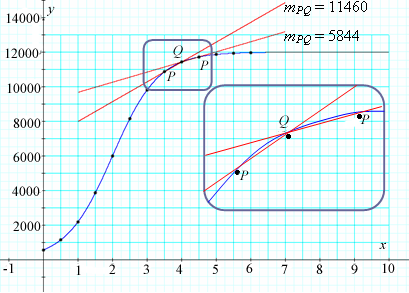 y
14000
m_PQ = 11460
12000
Q
m_PQ = 5844
P P
10000
8000
Q
6000
P P
4000
2000
x
-1 1 2 3 4 5 6 7 8 9 10